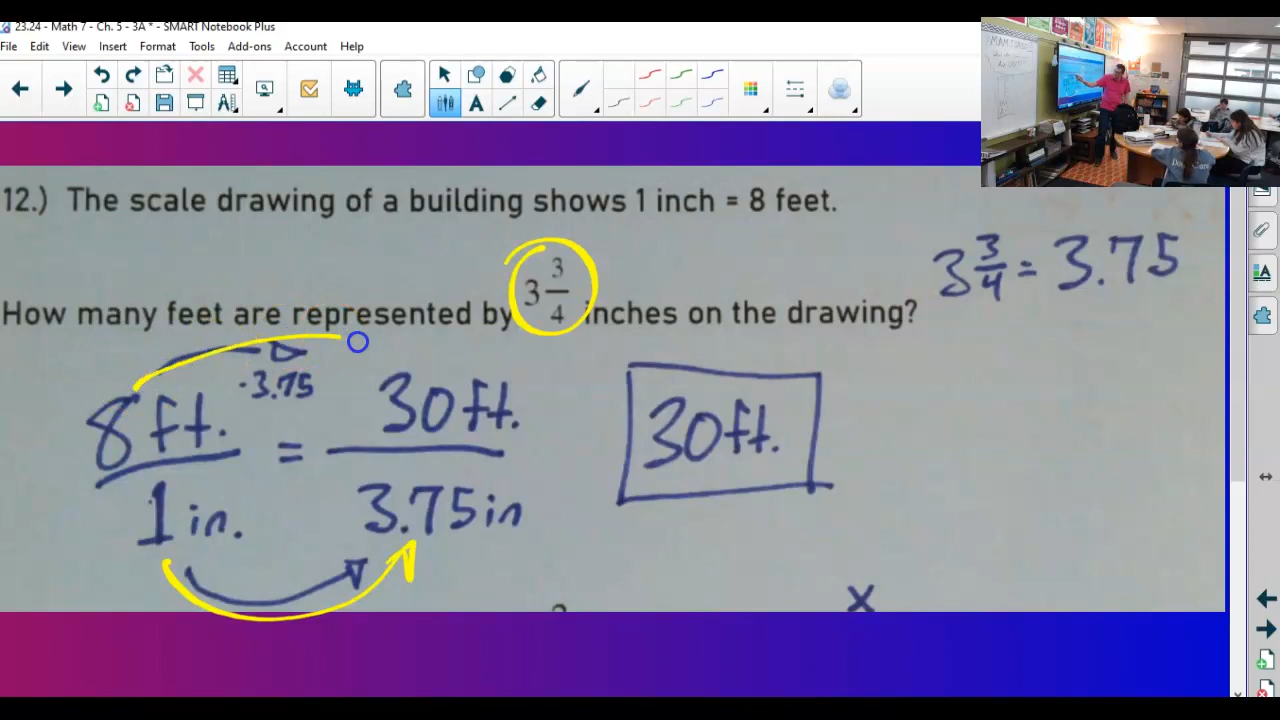 23.24 - Math 7 - Ch. 5 - 3A * - SMART Notebook Plus
File Edit View Insert Format Tools Add-ons Account Help
12.) The scale drawing of a building shows 1 inch = 8 feet.
How many feet are represented by 3 3/4 inches on the drawing?
3 3/4 = 3.75
·3.75
8 ft. = 30 ft.
1 in. 3.75 in
30 ft.
x